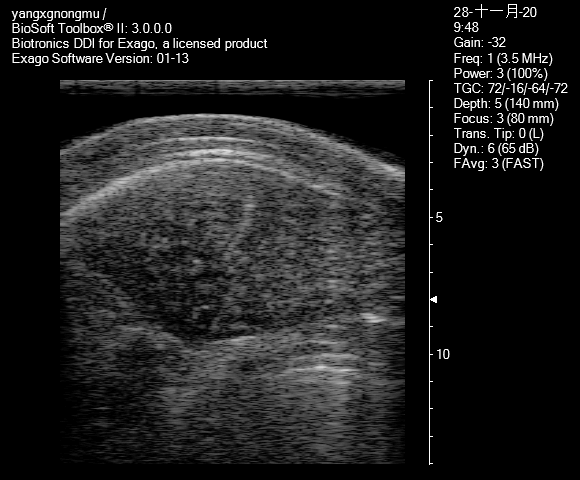 yangxgnongmu /
BioSoft Toolbox® II: 3.0.0.0
Biotronics DDI for Exago, a licensed product
Exago Software Version: 01-13
28-十一月-20
9:48
Gain: -32
Freq: 1 (3.5 MHz)
Power: 3 (100%)
TGC: 72/-16/-64/-72
Depth: 5 (140 mm)
Focus: 3 (80 mm)
Trans. Tip: 0 (L)
Dyn.: 6 (65 dB)
FAvg: 3 (FAST)
5
10